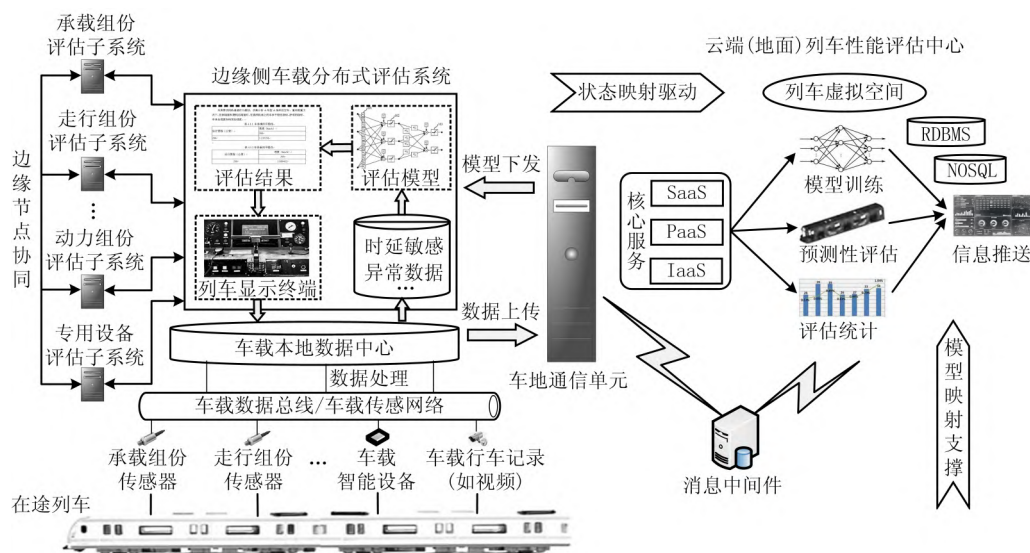 承载组份
评估子系统
走行组份
评估子系统
⋮
动力组份
评估子系统
专用设备
评估子系统
边缘节点协同
边缘侧车载分布式评估系统
评估结果
评估模型
列车显示终端
时延敏感
异常数据
…
车载本地数据中心
数据处理
车载数据总线/车载传感网络
承载组份
传感器
走行组份
传感器
…
车载
智能设备
车载行车记录
(如视频)
在途列车
模型下发
数据上传
车地通信单元
云端(地面)列车性能评估中心
状态映射驱动
列车虚拟空间
核心服务
SaaS
PaaS
IaaS
模型训练
预测性评估
评估统计
RDBMS
NOSQL
信息推送
消息中间件
模型映射支撑